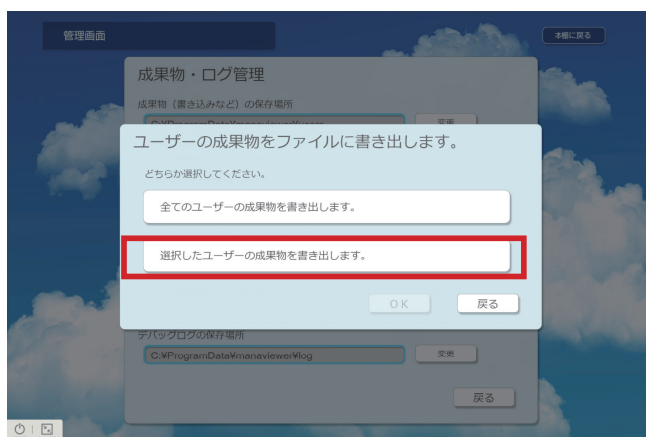 管理画面
本棚に戻る
成果物・ログ管理
成果物（書き込みなど）の保存場所
C:¥ProgramData¥manaviewer¥users
変更
ユーザーの成果物をファイルに書き出します。
どちらか選択してください。
全てのユーザーの成果物を書き出します。
選択したユーザーの成果物を書き出します。
OK
戻る
デバッグログの保存場所
C:¥ProgramData¥manaviewer¥log
変更
戻る